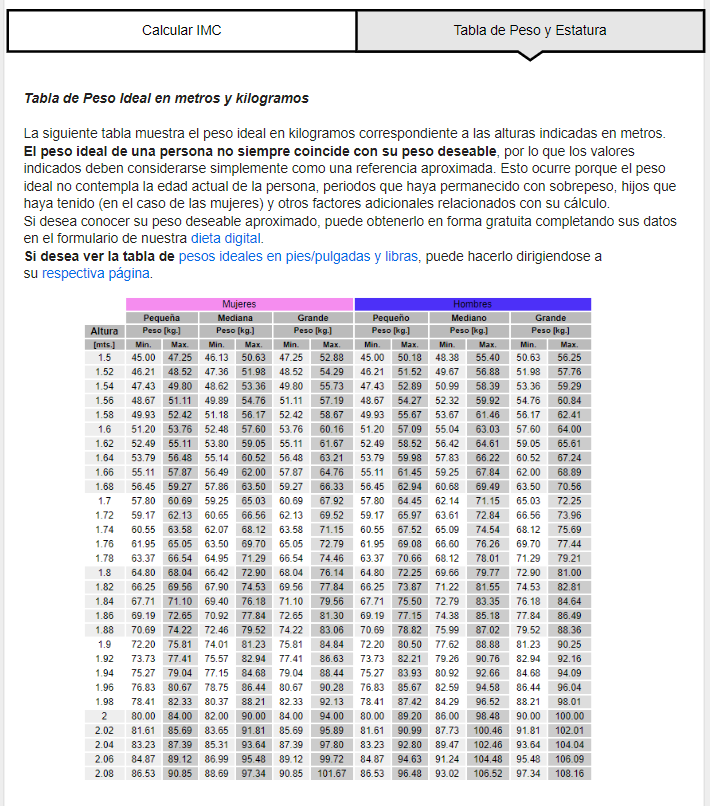 Calcular IMC
Tabla de Peso y Estatura
Tabla de Peso Ideal en metros y kilogramos
La siguiente tabla muestra el peso ideal en kilogramos correspondiente a las alturas indicadas en metros.
El peso ideal de una persona no siempre coincide con su peso deseable, por lo que los valores
indicados deben considerarse simplemente como una referencia aproximada. Esto ocurre porque el peso
ideal no contempla la edad actual de la persona, periodos que haya permanecido con sobrepeso, hijos que
haya tenido (en el caso de las mujeres) y otros factores adicionales relacionados con su cálculo.
Si desea conocer su peso deseable aproximado, puede obtenerlo en forma gratuita completando sus datos
en el formulario de nuestra dieta digital.
Si desea ver la tabla de pesos ideales en pies/pulgadas y libras, puede hacerlo dirigiendose a
su respectiva página.
Mujeres Hombres
Pequeña Mediana Grande Pequeño Mediano Grande
Altura Peso [kg.] Peso [kg.] Peso [kg.] Peso [kg.] Peso [kg.] Peso [kg.]
[mts.] Min. Max. Min. Max. Min. Max. Min. Max. Min. Max. Min. Max.
1.5 45.00 47.25 46.13 50.63 47.25 52.88 45.00 50.18 48.38 55.40 50.63 56.25
1.52 46.21 48.52 47.36 51.98 48.52 54.29 46.21 51.52 49.67 56.88 51.98 57.76
1.54 47.43 49.80 48.62 53.36 49.80 55.73 47.43 52.89 50.99 58.39 53.36 59.29
1.56 48.67 51.11 49.89 54.76 51.11 57.19 48.67 54.27 52.32 59.92 54.76 60.84
1.58 49.93 52.42 51.18 56.17 52.42 58.67 49.93 55.67 53.67 61.46 56.17 62.41
1.6 51.20 53.76 52.48 57.60 53.76 60.16 51.20 57.09 55.04 63.03 57.60 64.00
1.62 52.49 55.11 53.80 59.05 55.11 61.67 52.49 58.52 56.42 64.61 59.05 65.61
1.64 53.79 56.48 55.14 60.52 56.48 63.21 53.79 59.98 57.83 66.22 60.52 67.24
1.66 55.11 57.87 56.49 62.00 57.87 64.76 55.11 61.45 59.25 67.84 62.00 68.89
1.68 56.45 59.27 57.86 63.50 59.27 66.33 56.45 62.94 60.68 69.49 63.50 70.56
1.7 57.80 60.69 59.25 65.03 60.69 67.92 57.80 64.45 62.14 71.15 65.03 72.25
1.72 59.17 62.13 60.65 66.56 62.13 69.52 59.17 65.97 63.61 72.84 66.56 73.96
1.74 60.55 63.58 62.07 68.12 63.58 71.15 60.55 67.52 65.09 74.54 68.12 75.69
1.76 61.95 65.05 63.50 69.70 65.05 72.79 61.95 69.08 66.60 76.26 69.70 77.44
1.78 63.37 66.54 64.95 71.29 66.54 74.46 63.37 70.66 68.12 78.01 71.29 79.21
1.8 64.80 68.04 66.42 72.90 68.04 76.14 64.80 72.25 69.66 79.77 72.90 81.00
1.82 66.25 69.56 67.90 74.53 69.56 77.84 66.25 73.87 71.22 81.55 74.53 82.81
1.84 67.71 71.10 69.40 76.18 71.10 79.56 67.71 75.50 72.79 83.35 76.18 84.64
1.86 69.19 72.65 70.92 77.84 72.65 81.30 69.19 77.15 74.38 85.18 77.84 86.49
1.88 70.69 74.22 72.46 79.52 74.22 83.06 70.69 78.82 75.99 87.02 79.52 88.36
1.9 72.20 75.81 74.01 81.23 75.81 84.84 72.20 80.50 77.62 88.88 81.23 90.25
1.92 73.73 77.41 75.57 82.94 77.41 86.63 73.73 82.21 79.26 90.76 82.94 92.16
1.94 75.27 79.04 77.15 84.68 79.04 88.44 75.27 83.93 80.92 92.66 84.68 94.09
1.96 76.83 80.67 78.75 86.44 80.67 90.28 76.83 85.67 82.59 94.58 86.44 96.04
1.98 78.41 82.33 80.37 88.21 82.33 92.13 78.41 87.42 84.29 96.52 88.21 98.01
2 80.00 84.00 82.00 90.00 84.00 94.00 80.00 89.20 86.00 98.48 90.00 100.00
2.02 81.61 85.69 83.65 91.81 85.69 95.89 81.61 90.99 87.73 100.46 91.81 102.01
2.04 83.23 87.39 85.31 93.64 87.39 97.80 83.23 92.80 89.47 102.46 93.64 104.04
2.06 84.87 89.12 86.99 95.48 89.12 99.72 84.87 94.63 91.24 104.48 95.48 106.09
2.08 86.53 90.85 88.69 97.34 90.85 101.67 86.53 96.48 93.02 106.52 97.34 108.16